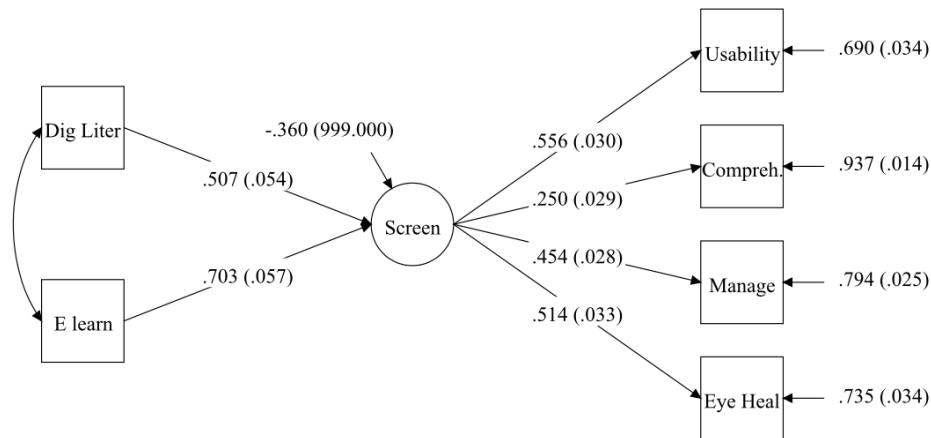 Usability
.690 (.034)
Dig Liter
-.360 (999.000)
.556 (.030)
Compreh.
.937 (.014)
.507 (.054)
.250 (.029)
Screen
.454 (.028)
.703 (.057)
Manage
.794 (.025)
E learn
.514 (.033)
Eye Heal
.735 (.034)